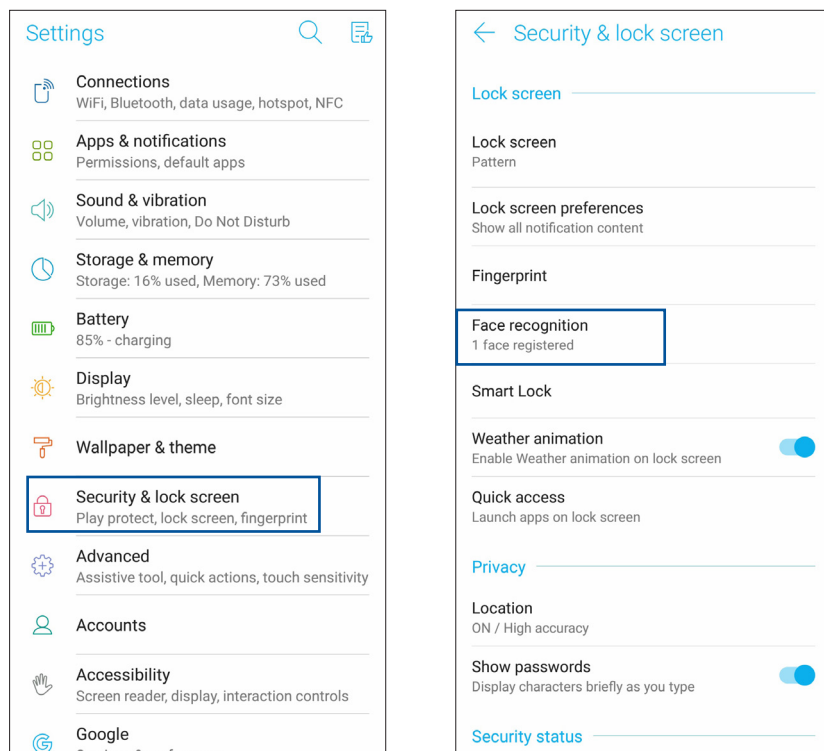 Settings
Connections
WiFi, Bluetooth, data usage, hotspot, NFC
Apps & notifications
Permissions, default apps
Sound & vibration
Volume, vibration, Do Not Disturb
Storage & memory
Storage: 16% used, Memory: 73% used
Battery
85% - charging
Display
Brightness level, sleep, font size
Wallpaper & theme
Security & lock screen
Play protect, lock screen, fingerprint
Advanced
Assistive tool, quick actions, touch sensitivity
Accounts
Accessibility
Screen reader, display, interaction controls
Google
Security & lock screen
Lock screen
Lock screen
Pattern
Lock screen preferences
Show all notification content
Fingerprint
Face recognition
1 face registered
Smart Lock
Weather animation
Enable Weather animation on lock screen
Quick access
Launch apps on lock screen
Privacy
Location
ON / High accuracy
Show passwords
Display characters briefly as you type
Security status